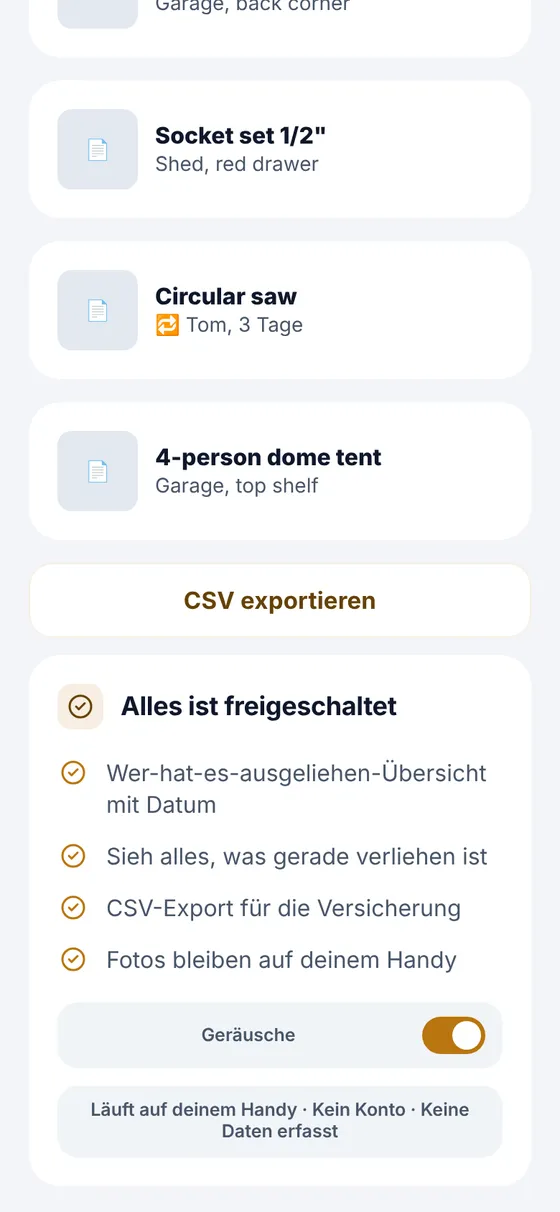 Garage, back corner
Socket set 1/2"
Shed, red drawer
Circular saw
🔁 Tom, 3 Tage
4-person dome tent
Garage, top shelf
CSV exportieren
Alles ist freigeschaltet
Wer-hat-es-ausgeliehen-Übersicht
mit Datum
Sieh alles, was gerade verliehen ist
CSV-Export für die Versicherung
Fotos bleiben auf deinem Handy
Geräusche
Läuft auf deinem Handy · Kein Konto · Keine
Daten erfasst